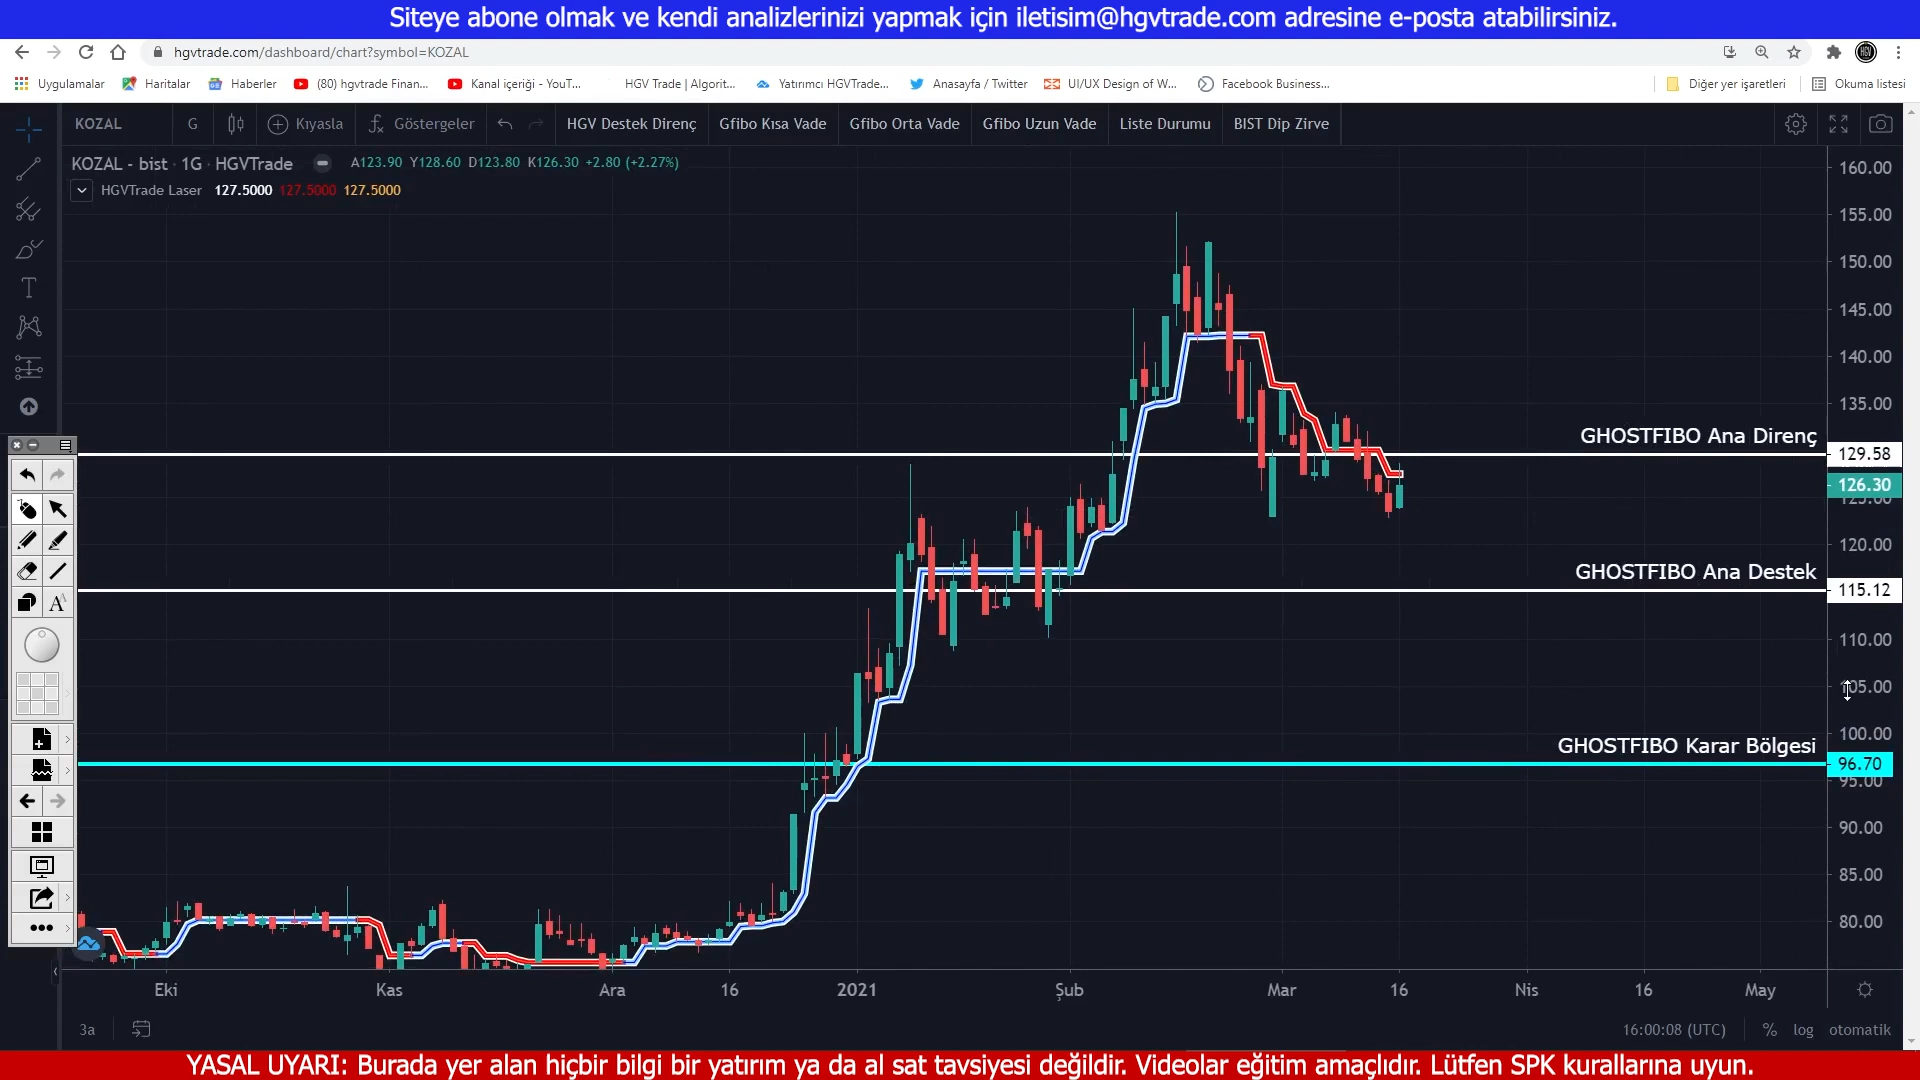 Siteye abone olmak ve kendi analizlerinizi yapmak için iletisim@hgvtrade.com adresine e-posta atabilirsiniz.
hgvtrade.com/dashboard/chart?symbol=KOZAL
Uygulamalar Haritalar Haberler (80) hgvtrade Finan... Kanal içeriği - YouT... HGV Trade | Algorit... Yatırımcı HGVTrade... Anasayfa / Twitter UI/UX Design of W... Facebook Business... Diğer yer işaretleri Okuma listesi
KOZAL G Kıyasla Göstergeler HGV Destek Direnç Gfibo Kısa Vade Gfibo Orta Vade Gfibo Uzun Vade Liste Durumu BIST Dip Zirve
KOZAL - bist · 1G · HGVTrade A123.90 Y128.60 D123.80 K126.30 +2.80 (+2.27%)
HGVTrade Laser 127.5000 127.5000 127.5000
160.00
155.00
150.00
145.00
140.00
135.00
GHOSTFIBO Ana Direnç 129.58
126.30
125.00
120.00
GHOSTFIBO Ana Destek 115.12
110.00
105.00
100.00
GHOSTFIBO Karar Bölgesi 96.70
95.00
90.00
85.00
80.00
Eki Kas Ara 16 2021 Şub Mar 16 Nis 16 May
3a 16:00:08 (UTC) % log otomatik
YASAL UYARI: Burada yer alan hiçbir bilgi bir yatırım ya da al sat tavsiyesi değildir. Videolar eğitim amaçlıdır. Lütfen SPK kurallarına uyun.